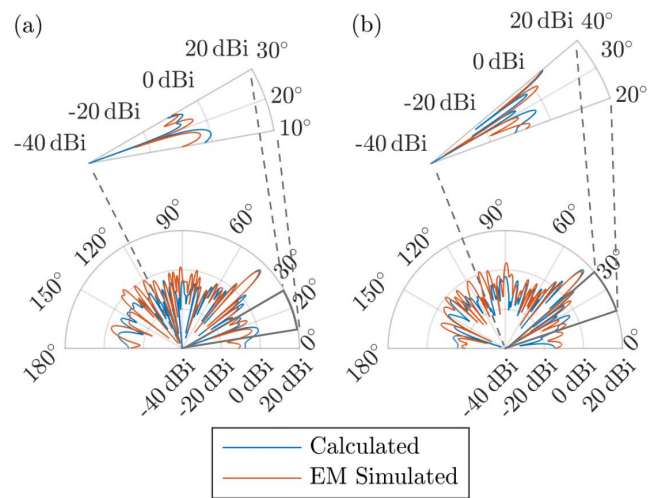 (a)
20 dBi 30°
0 dBi
20°
-20 dBi
10°
-40 dBi
90°
120°
60°
150°
30°
20°
180°
0°
-40 dBi
-20 dBi
0 dBi
20 dBi
(b)
20 dBi 40°
0 dBi
30°
-20 dBi
20°
-40 dBi
90°
120°
60°
150°
30°
180°
0°
-40 dBi
-20 dBi
0 dBi
20 dBi
Calculated
EM Simulated